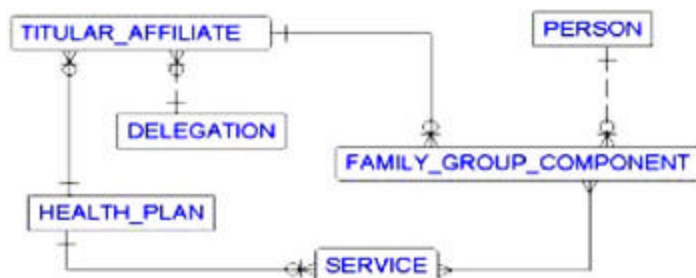 TITULAR_AFFILIATE
PERSON
DELEGATION
FAMILY_GROUP_COMPONENT
HEALTH_PLAN
SERVICE